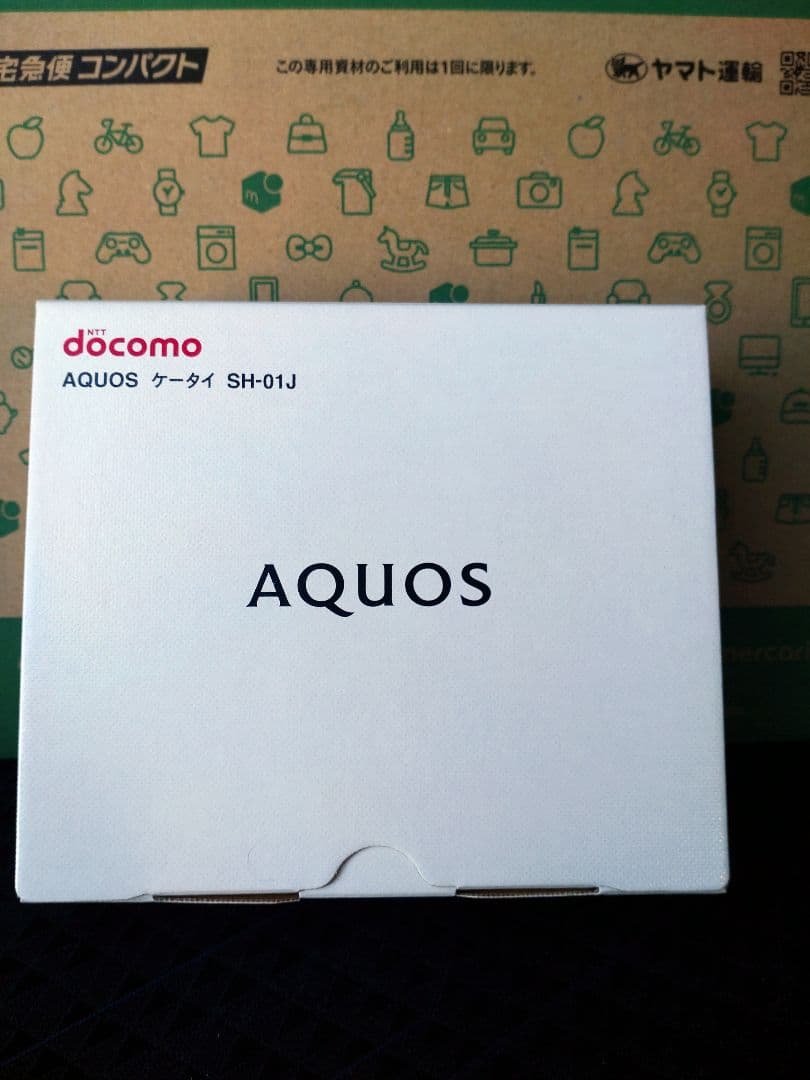 宅急便コンパクト
この専用資材のご利用は1回に限ります。
ヤマト運輸
NTT
docomo
AQUOS ケータイ SH-01J
AQUOS
mercari